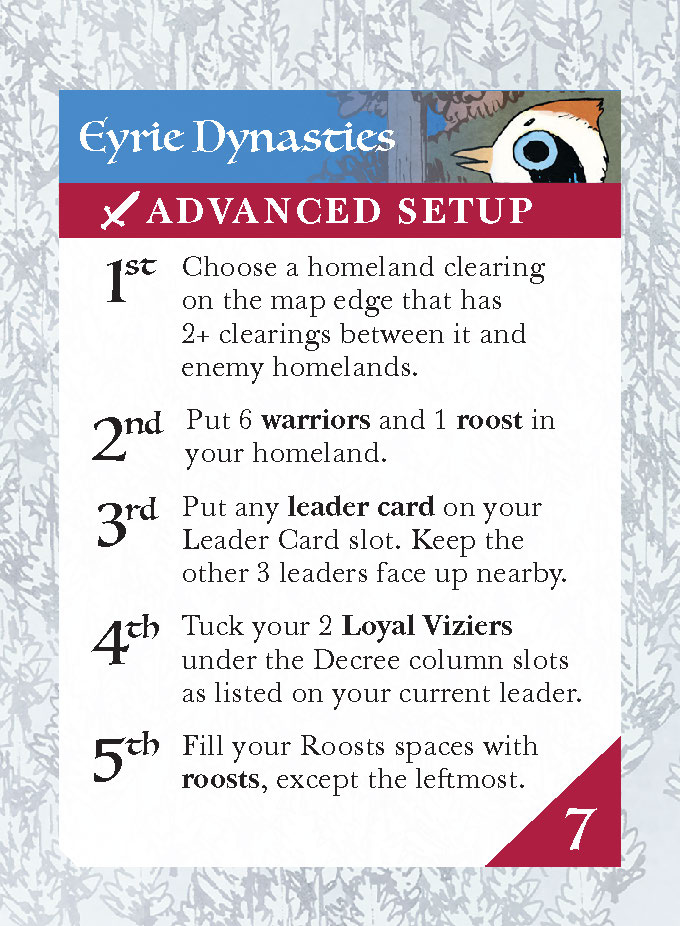 Eyrie Dynasties
ADVANCED SETUP
1st Choose a homeland clearing
on the map edge that has
2+ clearings between it and
enemy homelands.
2nd Put 6 warriors and 1 roost in
your homeland.
3rd Put any leader card on your
Leader Card slot. Keep the
other 3 leaders face up nearby.
4th Tuck your 2 Loyal Viziers
under the Decree column slots
as listed on your current leader.
5th Fill your Roosts spaces with
roosts, except the leftmost.
7